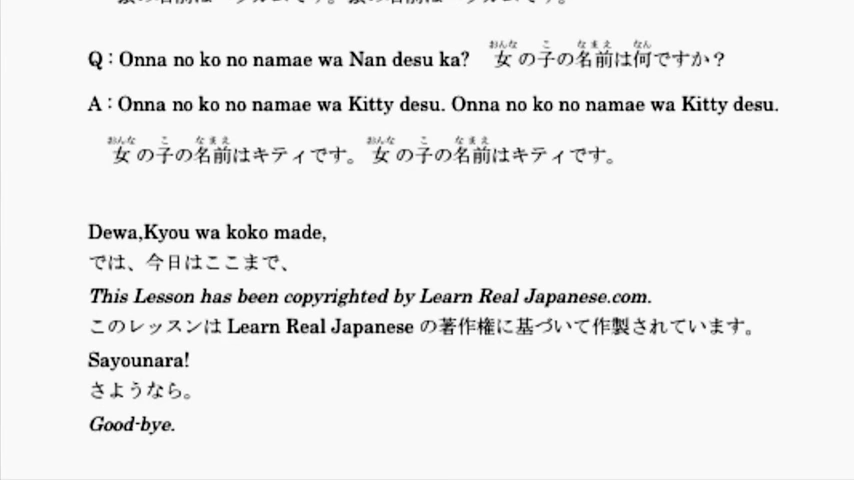 の名前は
Q : Onna no ko no namae wa Nan desu ka? 女の子の名前は何ですか？
A : Onna no ko no namae wa Kitty desu. Onna no ko no namae wa Kitty desu.
女の子の名前はキティです。女の子の名前はキティです。
Dewa,Kyou wa koko made,
では、今日はここまで、
This Lesson has been copyrighted by Learn Real Japanese.com.
このレッスンは Learn Real Japanese の著作権に基づいて作製されています。
Sayounara!
さようなら。
Good-bye.